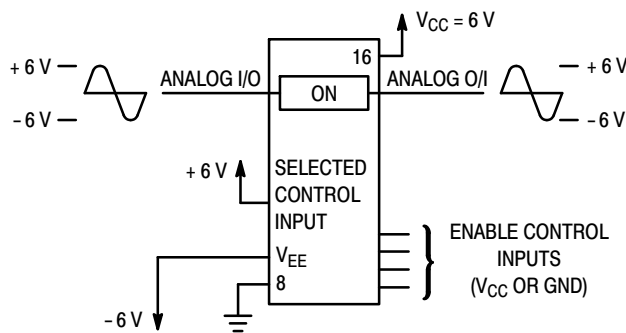 V_CC = 6 V
16
+ 6 V
ANALOG I/O
ON
ANALOG O/I
+ 6 V
– 6 V
– 6 V
+ 6 V
SELECTED
CONTROL
INPUT
V_EE
8
– 6 V
ENABLE CONTROL
INPUTS
(V_CC OR GND)